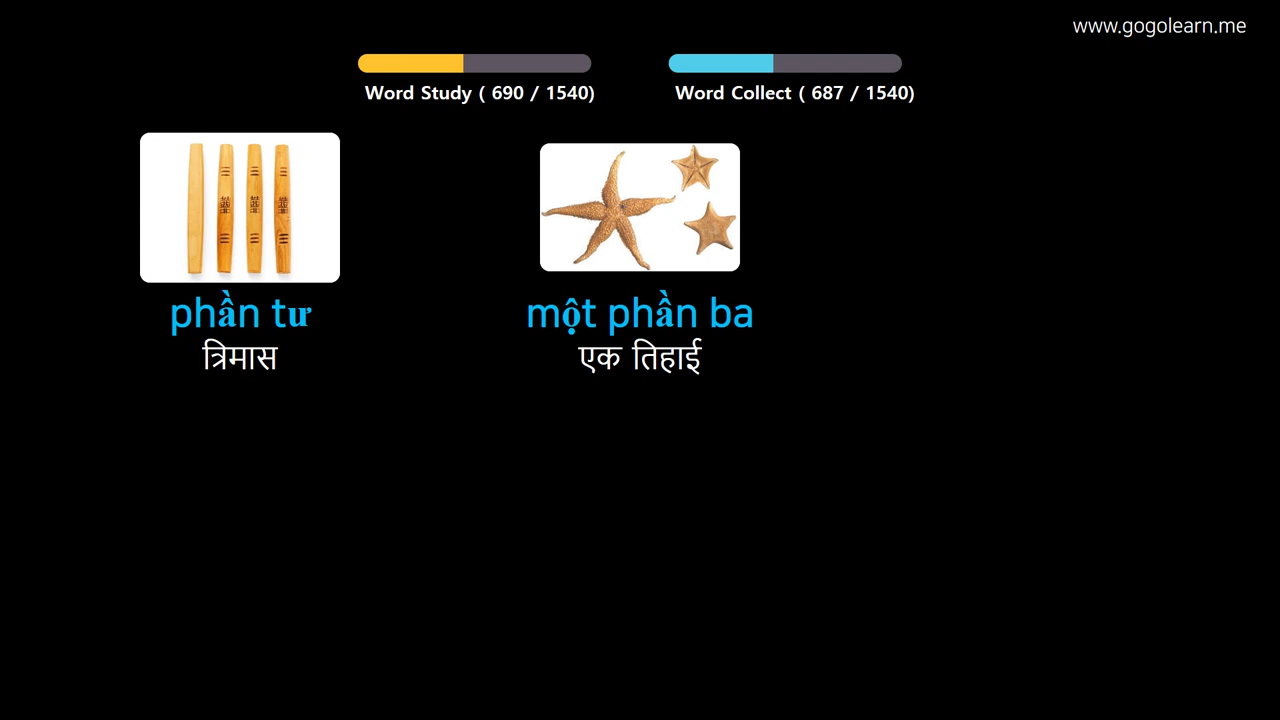 www.gogolearn.me
Word Study ( 690 / 1540)
Word Collect ( 687 / 1540)
phần tư
त्रिमास
một phần ba
एक तिहाई